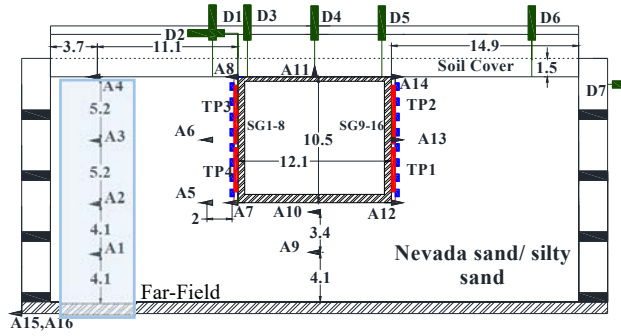 D1 D3 D4 D5 D6
D2
3.7 11.1 14.9
Soil Cover 1.5
A8 A11 A14
D7
A4
5.2
TP3 TP2
A6 SG1-8 SG9-16 A13
A3
10.5
5.2
12.1
TP4 TP1
A2
A5 A7 A10 A12
2
4.1
3.4
A1 A9
Nevada sand/ silty
sand
4.1 4.1
Far-Field
A15,A16